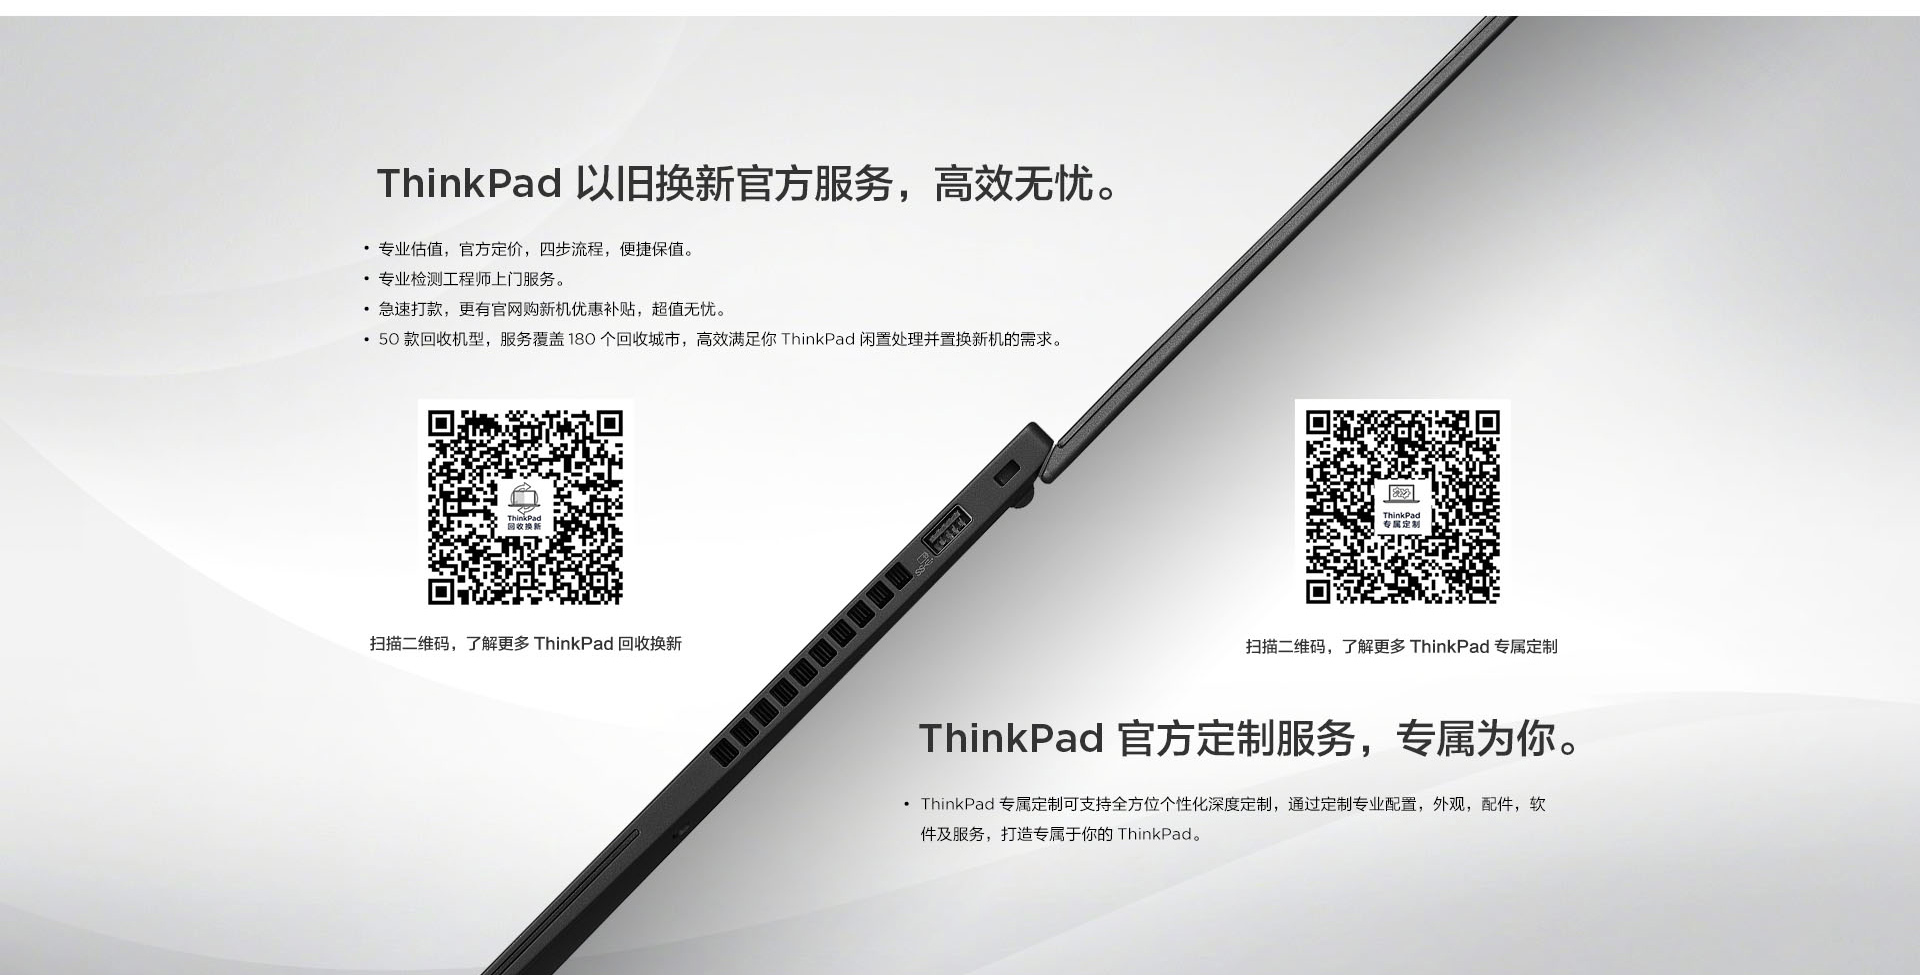 ThinkPad 以旧换新官方服务，高效无忧。
• 专业估值，官方定价，四步流程，便捷保值。
• 专业检测工程师上门服务。
• 急速打款，更有官网购新机优惠补贴，超值无忧。
• 50 款回收机型，服务覆盖 180 个回收城市，高效满足你 ThinkPad 闲置处理并置换新机的需求。
ThinkPad
回收换新
扫描二维码，了解更多 ThinkPad 回收换新
ThinkPad
专属定制
扫描二维码，了解更多 ThinkPad 专属定制
ThinkPad 官方定制服务，专属为你。
• ThinkPad 专属定制可支持全方位个性化深度定制，通过定制专业配置，外观，配件，软
件及服务，打造专属于你的 ThinkPad。